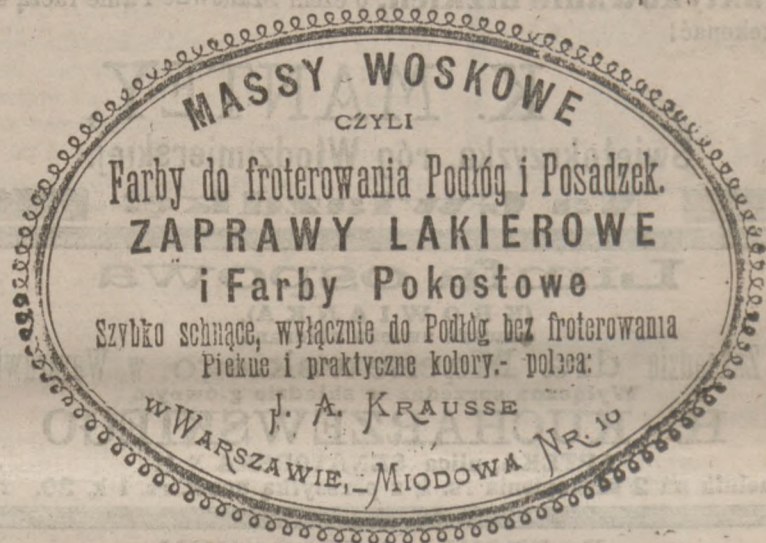 MASSY WOSKOWE
CZYLI
Farby do froterowania Podłóg i Posadzek.
ZAPRAWY LAKIEROWE
i Farby Pokostowe
Szybko schnące, wyłącznie do Podłóg bez froterowania
Piękne i praktyczne kolory.- poleca:
J. A. KRAUSSE
w WARSZAWIE,-MIODOWA NR. 10